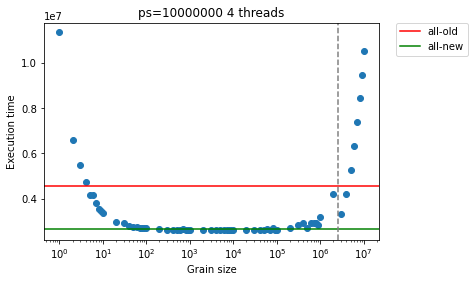 ps=10000000 4 threads
1e7
all-old
all-new
1.0
0.8
0.6
0.4
Execution time
10^0 10^1 10^2 10^3 10^4 10^5 10^6 10^7
Grain size